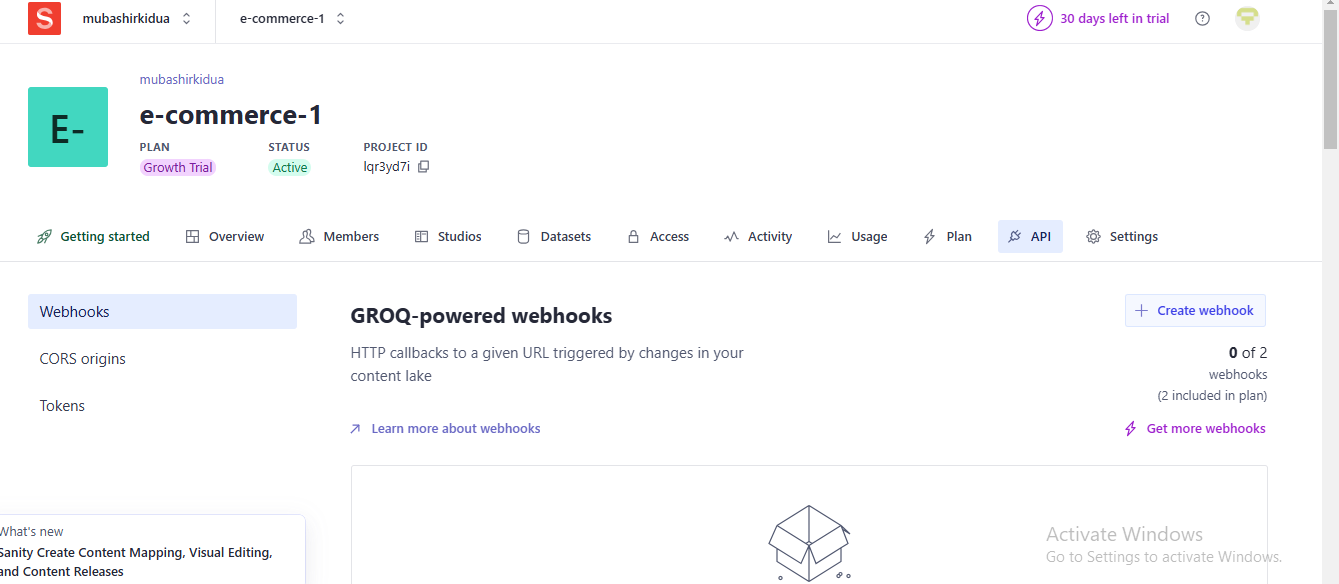 S mubashirkidua e-commerce-1 30 days left in trial ?
mubashirkidua
E-
e-commerce-1
PLAN STATUS PROJECT ID
Growth Trial Active lqr3yd7i
Getting started Overview Members Studios Datasets Access Activity Usage Plan API Settings
Webhooks
CORS origins
Tokens
GROQ-powered webhooks
Create webhook
HTTP callbacks to a given URL triggered by changes in your
content lake
0 of 2
webhooks
(2 included in plan)
Learn more about webhooks
Get more webhooks
What's new
Sanity Create Content Mapping, Visual Editing,
and Content Releases
Activate Windows
Go to Settings to activate Windows.